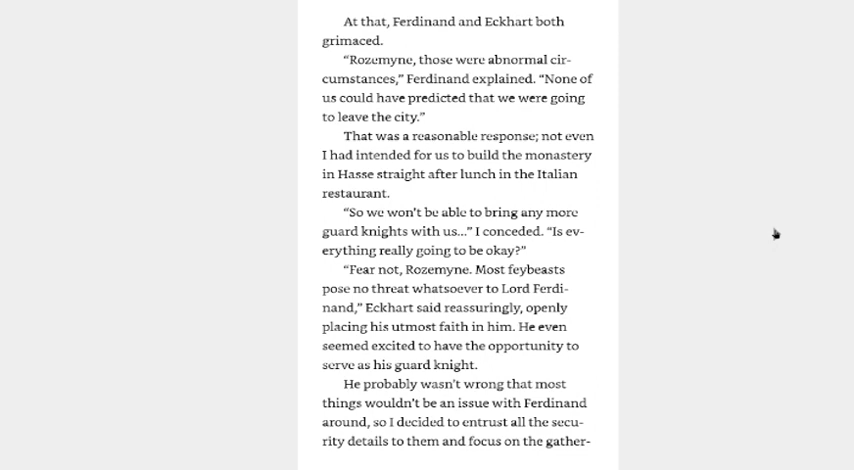 At that, Ferdinand and Eckhart both
grimaced.
“Rozemyne, those were abnormal cir-
cumstances,” Ferdinand explained. “None of
us could have predicted that we were going
to leave the city.”
That was a reasonable response; not even
I had intended for us to build the monastery
in Hasse straight after lunch in the Italian
restaurant.
“So we won’t be able to bring any more
guard knights with us...” I conceded. “Is ev-
erything really going to be okay?”
“Fear not, Rozemyne. Most feybeasts
pose no threat whatsoever to Lord Ferdi-
nand,” Eckhart said reassuringly, openly
placing his utmost faith in him. He even
seemed excited to have the opportunity to
serve as his guard knight.
He probably wasn’t wrong that most
things wouldn’t be an issue with Ferdinand
around, so I decided to entrust all the secu-
rity details to them and focus on the gather-